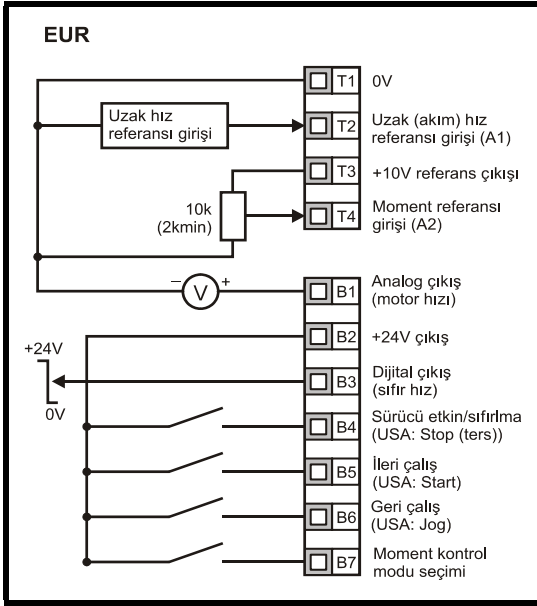 EUR
T1 0V
Uzak hız
referansı girişi
T2 Uzak (akım) hız
referansı girişi (A1)
T3 +10V referans çıkışı
10k
(2kmin)
T4 Moment referansı
girişi (A2)
– V +
B1 Analog çıkış
(motor hızı)
B2 +24V çıkış
+24V
0V
B3 Dijital çıkış
(sıfır hız)
B4 Sürücü etkin/sıfırlma
(USA: Stop (ters))
B5 İleri çalış
(USA: Start)
B6 Geri çalış
(USA: Jog)
B7 Moment kontrol
modu seçimi